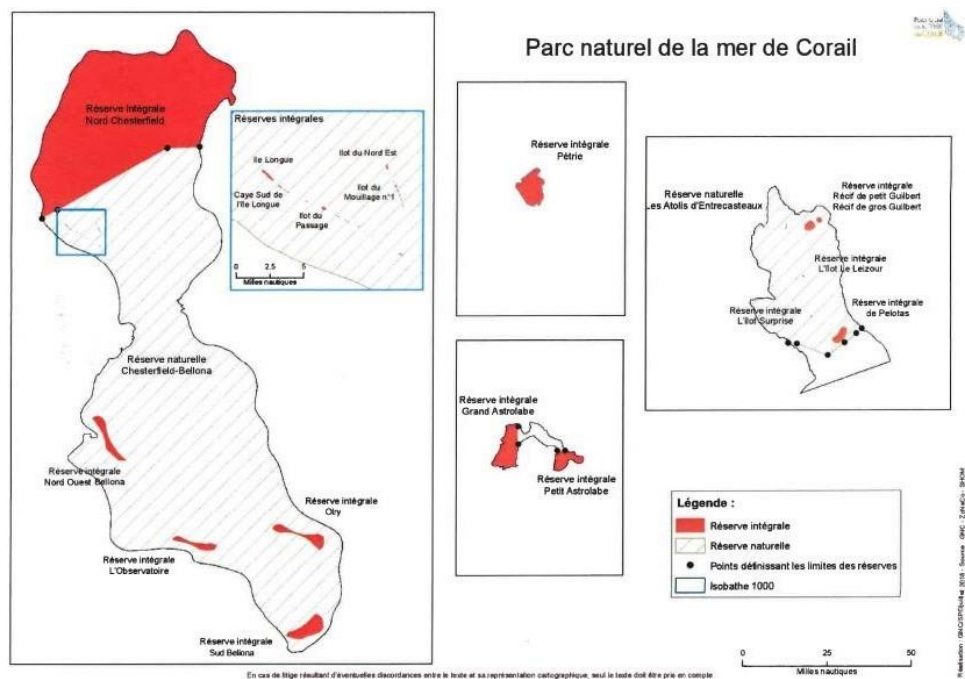 Parc naturel de la mer de Corail
Réserve Intégrale
Nord Chesterfield
Réserves intégrales
Ile Longue
Ilot du Nord Est
Caye Sud de
l'Ile Longue
Ilot du
Mouillage n°1
Ilot du
Passage
0 2.5 5
Milles nautiques
Réserve naturelle
Chesterfield-Bellona
Réserve intégrale
Nord Ouest Bellona
Réserve intégrale
Olry
Réserve intégrale
L'Observatoire
Réserve intégrale
Sud Bellona
Réserve intégrale
Pétrie
Réserve intégrale
Grand Astrolabe
Réserve intégrale
Petit Astrolabe
Réserve naturelle
Les Atolls d'Entrecasteaux
Réserve intégrale
Récif de petit Guilbert
Récif de gros Guilbert
Réserve intégrale
L'îlot Le Leizour
Réserve intégrale
L'îlot Surprise
Réserve intégrale
de Pelotas
Légende :
Réserve intégrale
Réserve naturelle
Points définissant les limites des réserves
Isobathe 1000
0 25 50
Milles nautiques
En cas de litige résultant d'éventuelles discordances entre le texte et sa représentation cartographique, seul le texte doit être pris en compte